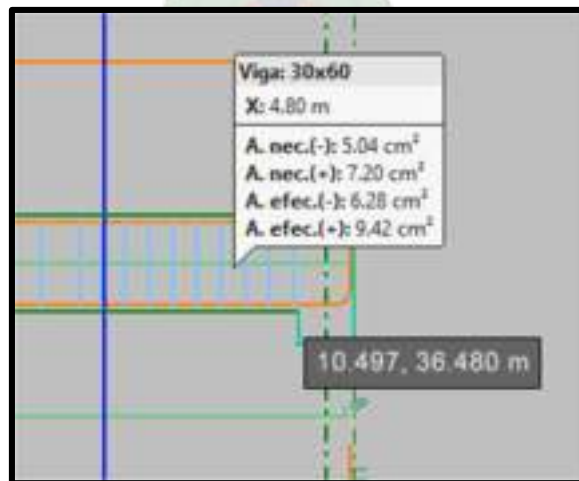 Viga: 30x60
X: 4.80 m
A. nec.(-): 5.04 cm²
A. nec.(+): 7.20 cm²
A. efec.(-): 6.28 cm²
A. efec.(+): 9.42 cm²
10.497, 36.480 m